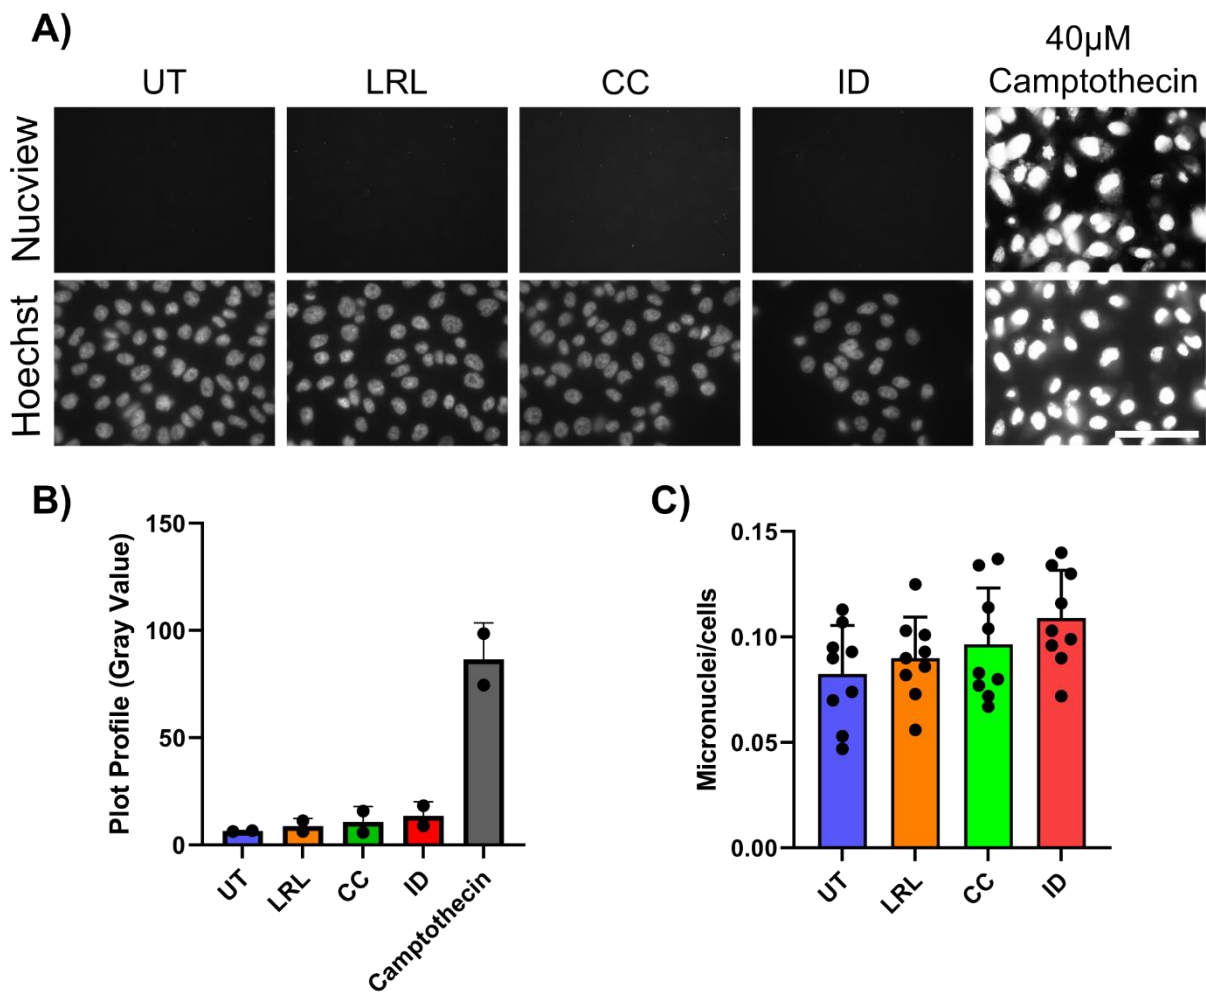 A)
UT LRL CC ID 40µM
Camptothecin
Nucview
Hoechst
B)
Plot Profile (Gray Value)
150
100
50
0
UT LRL CC ID Camptothecin
C)
Micronuclei/cells
0.15
0.10
0.05
0.00
UT LRL CC ID